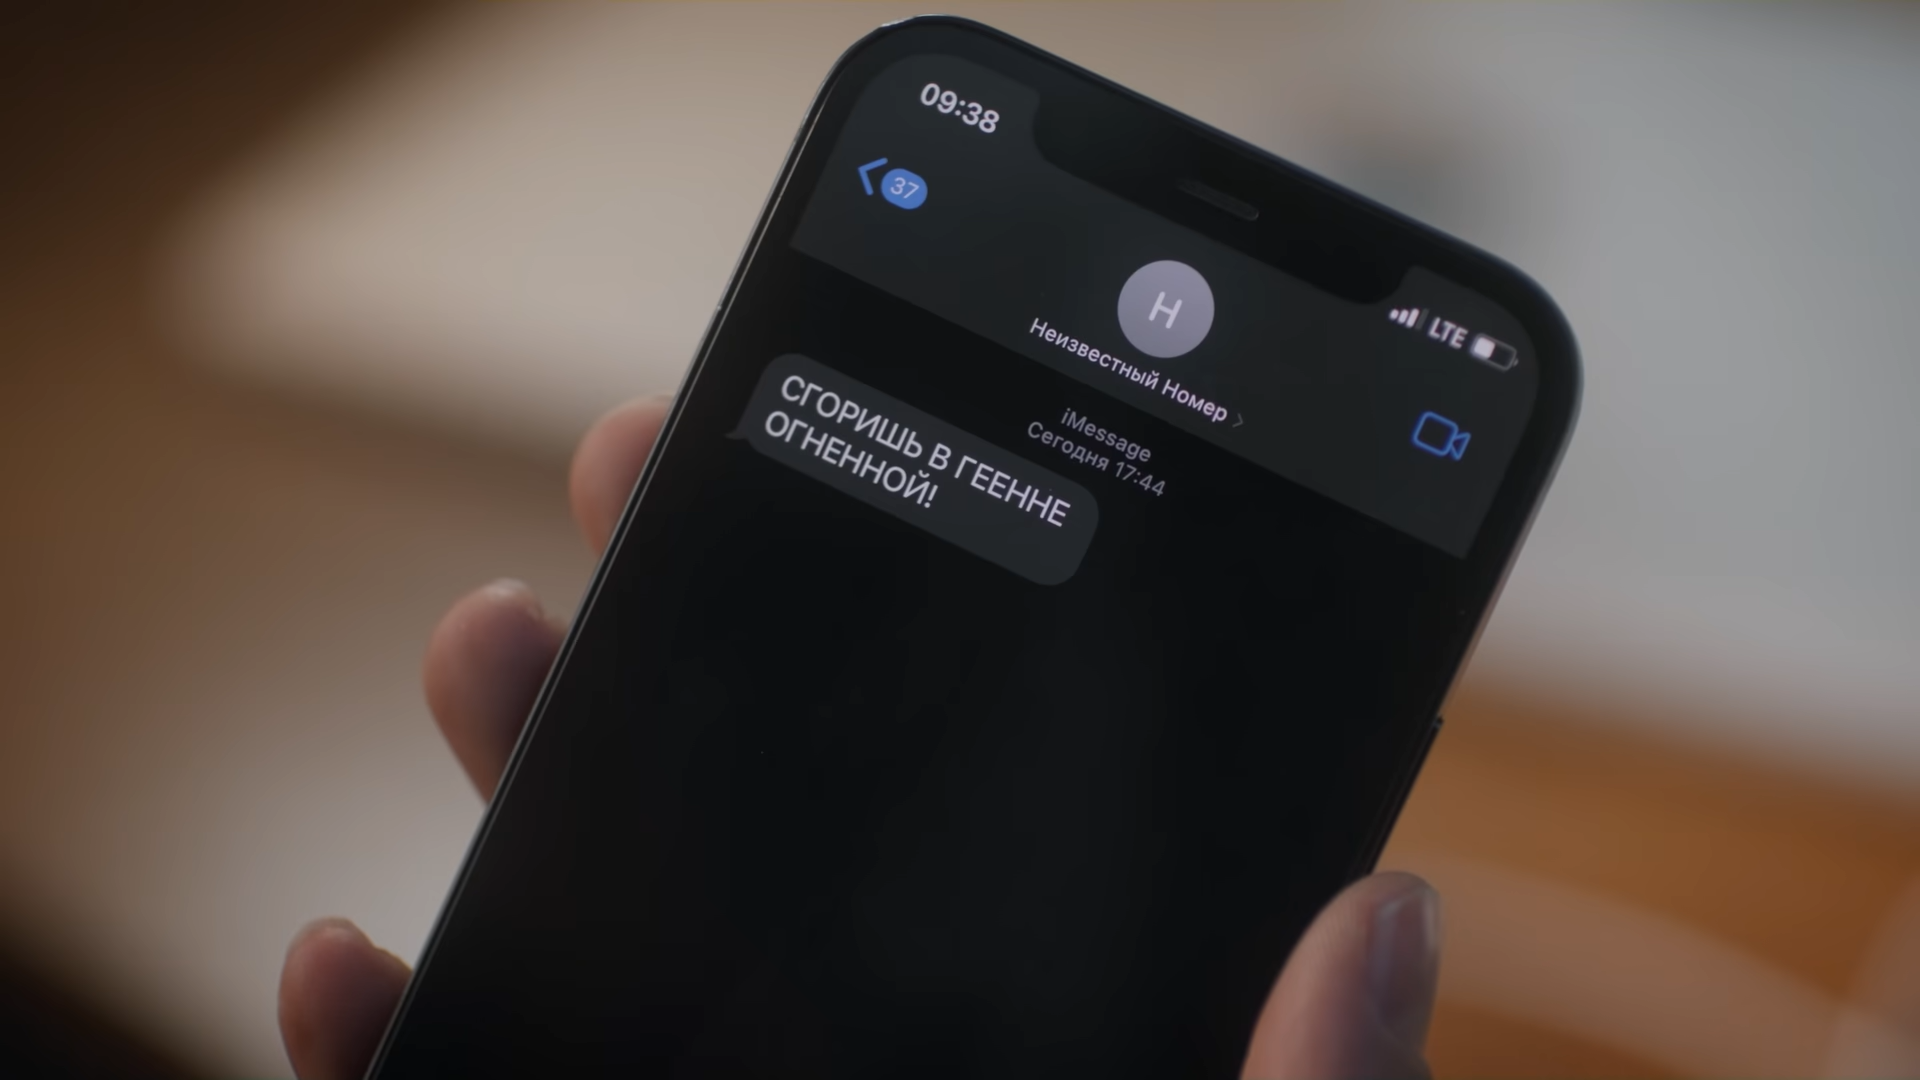 09:38
37
LTE
Н
Неизвестный Номер
iMessage
Сегодня 17:44
СГОРИШЬ В ГЕЕННЕ
ОГНЕННОЙ!